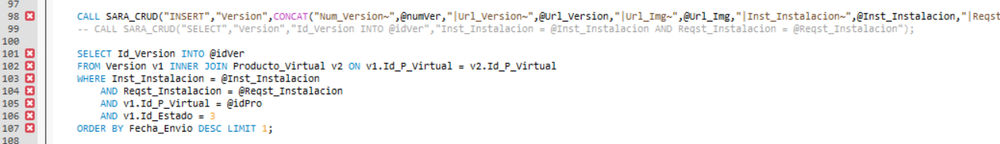 97
98 CALL SARA_CRUD("INSERT","Version",CONCAT("Num_Version~",@numVer,"|Url_Version~",@Url_Version,"|Url_Img~",@Url_Img,"|Inst_Instalacion~",@Inst_Instalacion,"|Reqst
99 -- CALL SARA_CRUD("SELECT","Version","Id_Version INTO @idVer","Inst_Instalacion = @Inst_Instalacion AND Reqst_Instalacion = @Reqst_Instalacion");
100
101 SELECT Id_Version INTO @idVer
102 FROM Version v1 INNER JOIN Producto_Virtual v2 ON v1.Id_P_Virtual = v2.Id_P_Virtual
103 WHERE Inst_Instalacion = @Inst_Instalacion
104 AND Reqst_Instalacion = @Reqst_Instalacion
105 AND v1.Id_P_Virtual = @idPro
106 AND v1.Id_Estado = 3
107 ORDER BY Fecha_Envio DESC LIMIT 1;
108